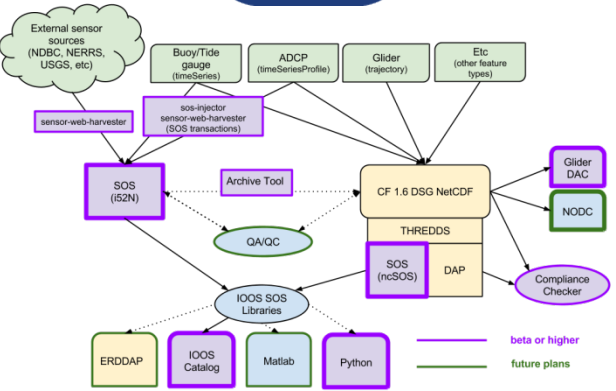 External sensor
sources
(NDBC, NERRS,
USGS, etc)
Buoy/Tide
gauge
(timeSeries)
ADCP
(timeSeriesProfile)
Glider
(trajectory)
Etc
(other feature
types)
sensor-web-harvester
sos-injector
sensor-web-harvester
(SOS transactions)
SOS
(i52N)
Archive Tool
CF 1.6 DSG NetCDF
Glider
DAC
NODC
QA/QC
THREDDS
SOS
(ncSOS)
DAP
Compliance
Checker
IOOS SOS
Libraries
ERDDAP
IOOS
Catalog
Matlab
Python
beta or higher
future plans